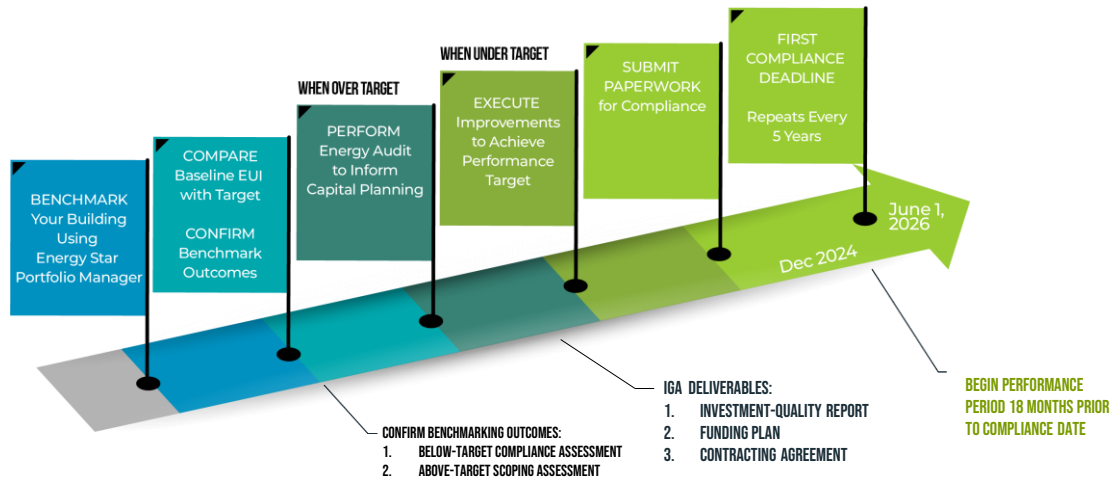 BENCHMARK
Your Building
Using
Energy Star
Portfolio Manager
COMPARE
Baseline EUI
with Target
CONFIRM
Benchmark
Outcomes
WHEN OVER TARGET
PERFORM
Energy Audit
to Inform
Capital Planning
WHEN UNDER TARGET
EXECUTE
Improvements
to Achieve
Performance
Target
SUBMIT
PAPERWORK
for Compliance
FIRST
COMPLIANCE
DEADLINE
Repeats Every
5 Years
June 1,
2026
Dec 2024
CONFIRM BENCHMARKING OUTCOMES:
1. BELOW-TARGET COMPLIANCE ASSESSMENT
2. ABOVE-TARGET SCOPING ASSESSMENT
IGA DELIVERABLES:
1. INVESTMENT-QUALITY REPORT
2. FUNDING PLAN
3. CONTRACTING AGREEMENT
BEGIN PERFORMANCE
PERIOD 18 MONTHS PRIOR
TO COMPLIANCE DATE